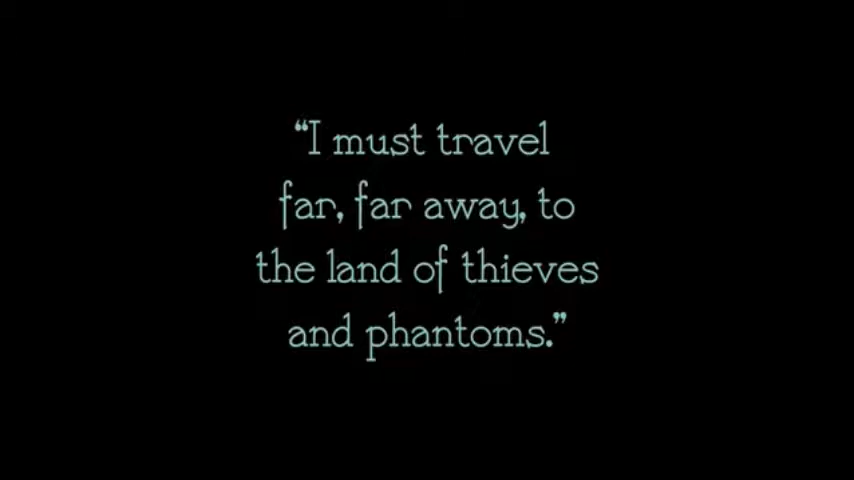 “I must travel
far, far away, to
the land of thieves
and phantoms.”